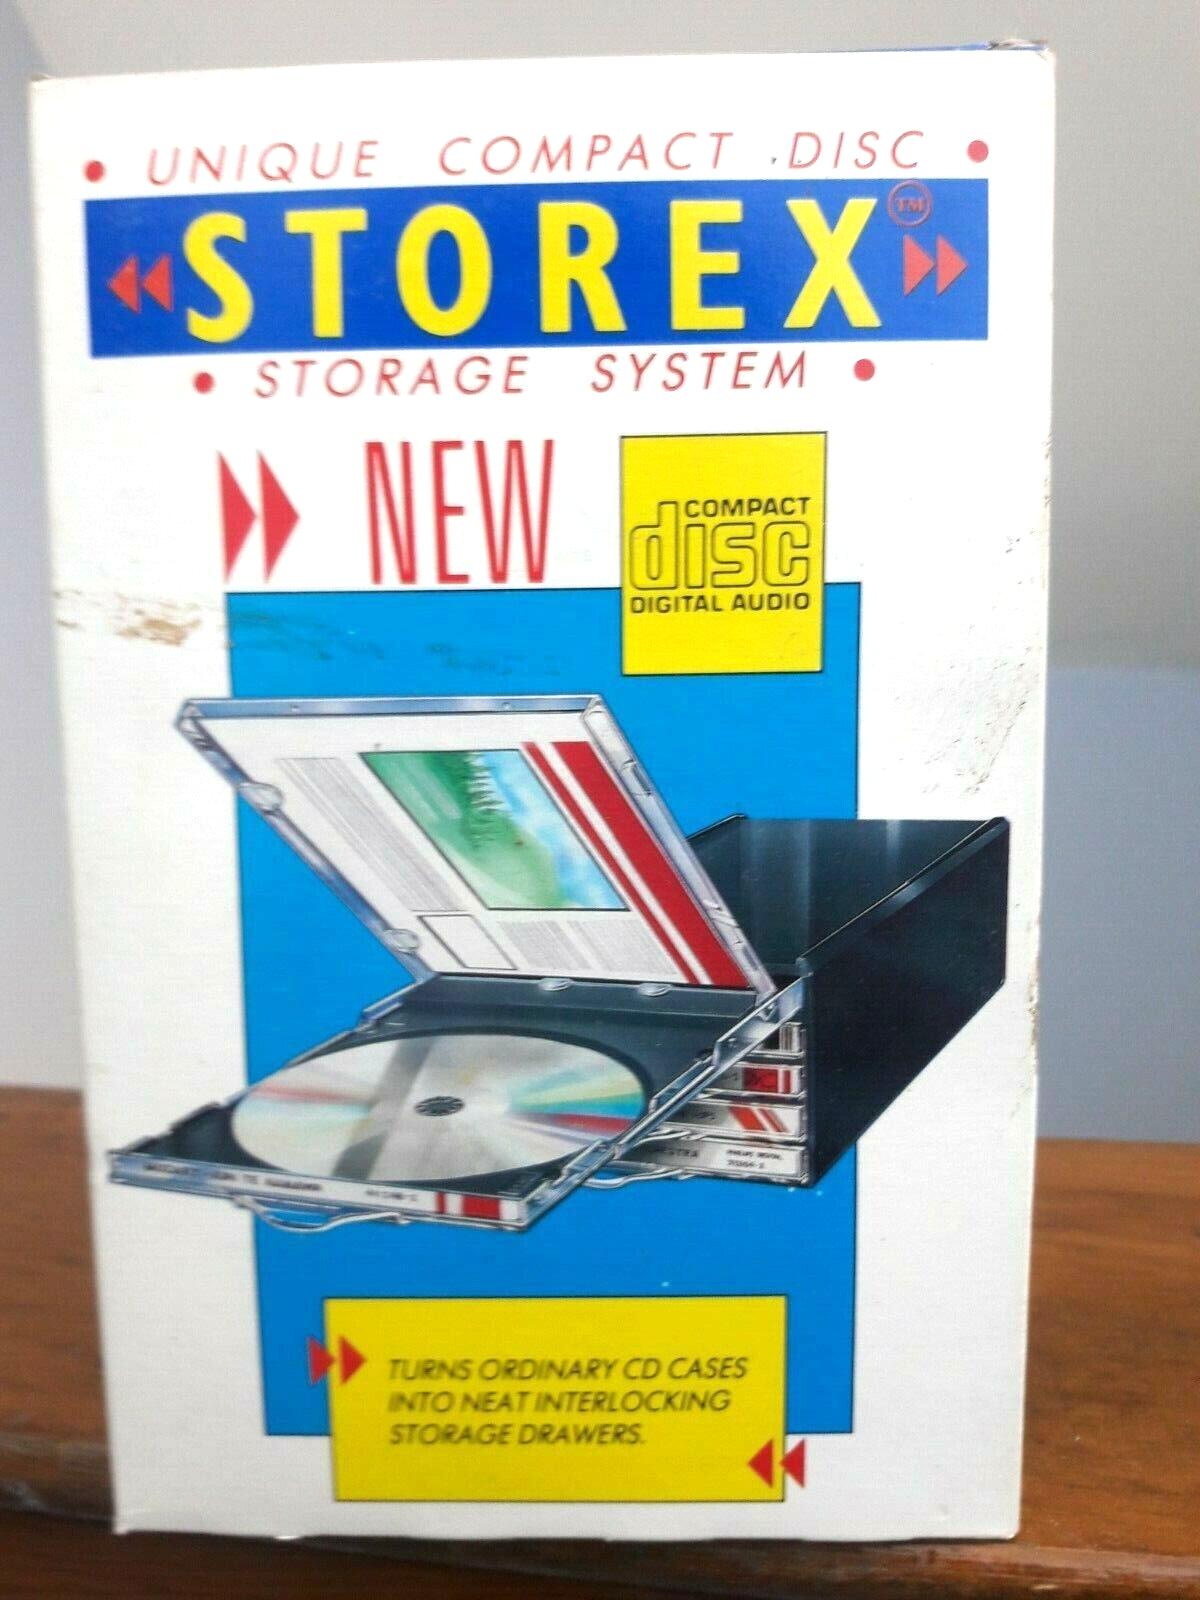 • UNIQUE COMPACT DISC •
STOREX TM
• STORAGE SYSTEM •
NEW
COMPACT
disc
DIGITAL AUDIO
TURNS ORDINARY CD CASES
INTO NEAT INTERLOCKING
STORAGE DRAWERS.